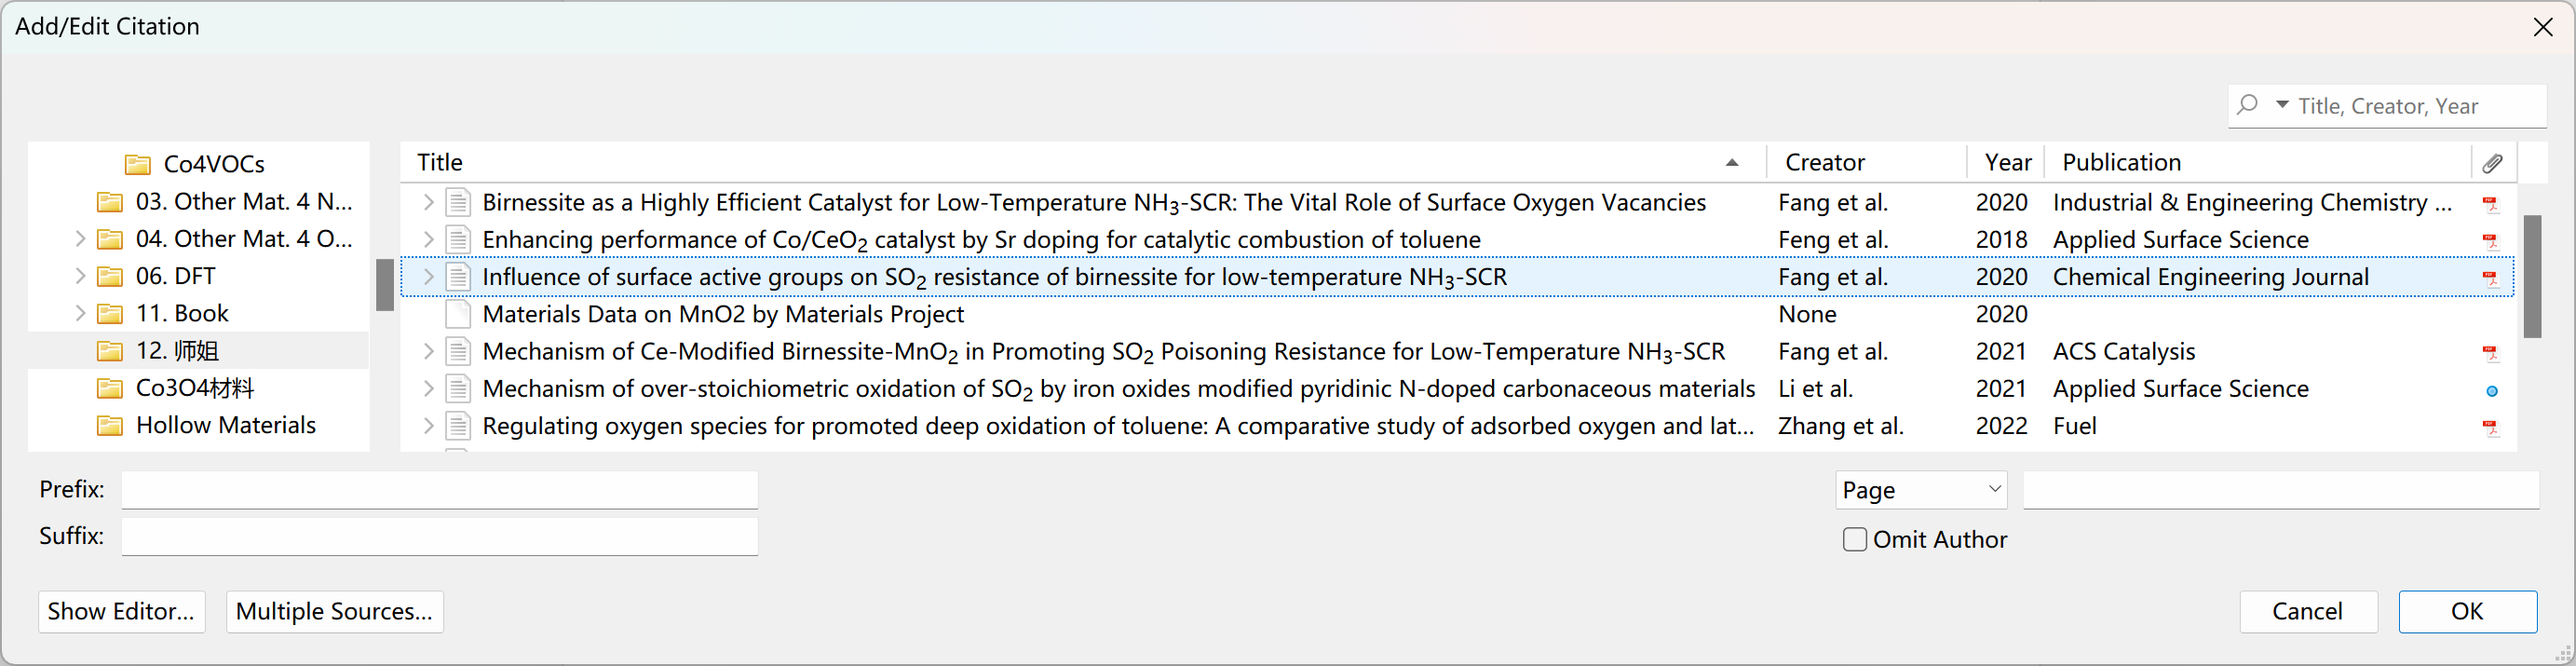 Add/Edit Citation
Title, Creator, Year
Co4VOCs
03. Other Mat. 4 N...
04. Other Mat. 4 O...
06. DFT
11. Book
12. 师姐
Co3O4材料
Hollow Materials
Title Creator Year Publication
Birnessite as a Highly Efficient Catalyst for Low-Temperature NH₃-SCR: The Vital Role of Surface Oxygen Vacancies Fang et al. 2020 Industrial & Engineering Chemistry ...
Enhancing performance of Co/CeO₂ catalyst by Sr doping for catalytic combustion of toluene Feng et al. 2018 Applied Surface Science
Influence of surface active groups on SO₂ resistance of birnessite for low-temperature NH₃-SCR Fang et al. 2020 Chemical Engineering Journal
Materials Data on MnO2 by Materials Project None 2020
Mechanism of Ce-Modified Birnessite-MnO₂ in Promoting SO₂ Poisoning Resistance for Low-Temperature NH₃-SCR Fang et al. 2021 ACS Catalysis
Mechanism of over-stoichiometric oxidation of SO₂ by iron oxides modified pyridinic N-doped carbonaceous materials Li et al. 2021 Applied Surface Science
Regulating oxygen species for promoted deep oxidation of toluene: A comparative study of adsorbed oxygen and lat... Zhang et al. 2022 Fuel
Prefix:
Page
Suffix:
Omit Author
Show Editor... Multiple Sources... Cancel OK